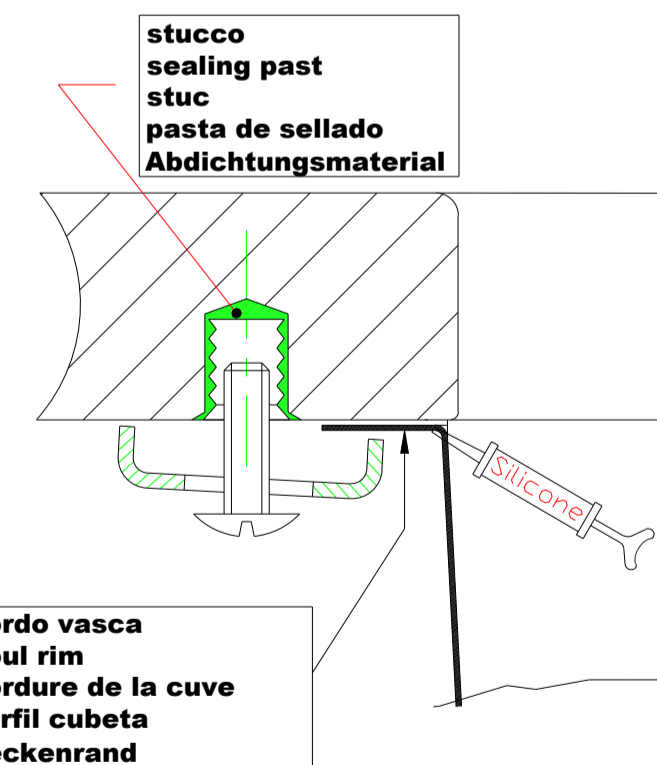 stucco
sealing past
stuc
pasta de sellado
Abdichtungsmaterial
Silicone
ordo vasca
oul rim
ordure de la cuve
rfil cubeta
eckenrand